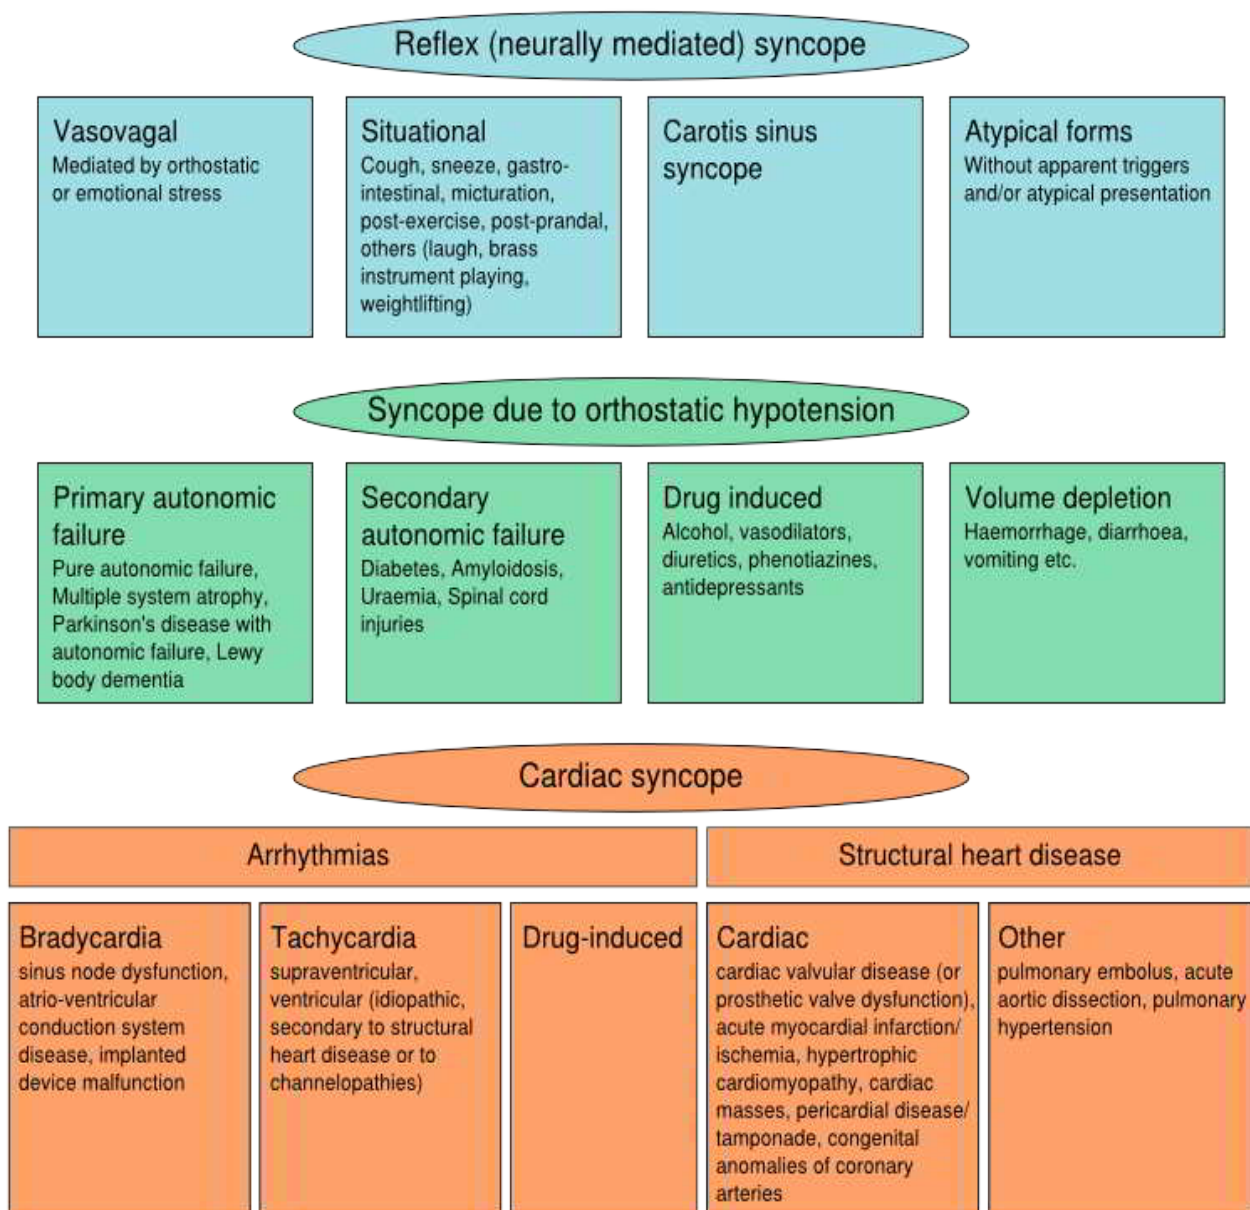 Reflex (neurally mediated) syncope
Vasovagal
Mediated by orthostatic
or emotional stress
Situational
Cough, sneeze, gastro-
intestinal, micturation,
post-exercise, post-prandal,
others (laugh, brass
instrument playing,
weightlifting)
Carotis sinus
syncope
Atypical forms
Without apparent triggers
and/or atypical presentation
Syncope due to orthostatic hypotension
Primary autonomic
failure
Pure autonomic failure,
Multiple system atrophy,
Parkinson's disease with
autonomic failure, Lewy
body dementia
Secondary
autonomic failure
Diabetes, Amyloidosis,
Uraemia, Spinal cord
injuries
Drug induced
Alcohol, vasodilators,
diuretics, phenotiazines,
antidepressants
Volume depletion
Haemorrhage, diarrhoea,
vomiting etc.
Cardiac syncope
Arrhythmias
Structural heart disease
Bradycardia
sinus node dysfunction,
atrio-ventricular
conduction system
disease, implanted
device malfunction
Tachycardia
supraventricular,
ventricular (idiopathic,
secondary to structural
heart disease or to
channelopathies)
Drug-induced
Cardiac
cardiac valvular disease (or
prosthetic valve dysfunction),
acute myocardial infarction/
ischemia, hypertrophic
cardiomyopathy, cardiac
masses, pericardial disease/
tamponade, congenital
anomalies of coronary
arteries
Other
pulmonary embolus, acute
aortic dissection, pulmonary
hypertension